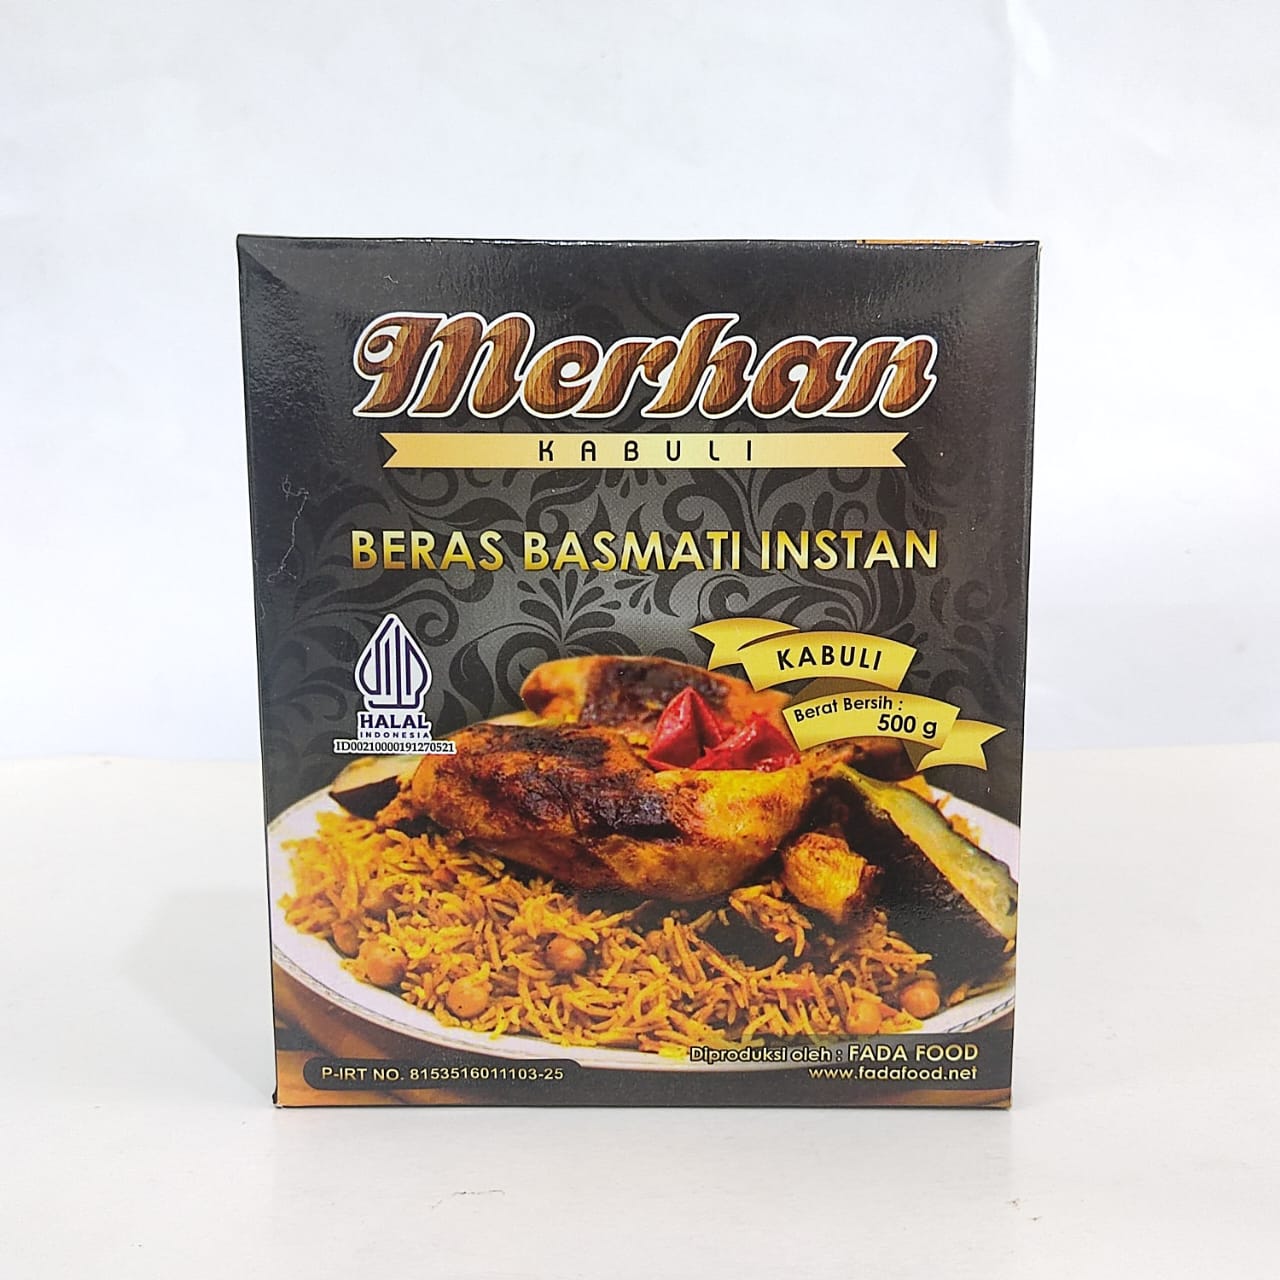 Merhan
KABULI
BERAS BASMATI INSTAN
KABULI
Berat Bersih :
500 g
HALAL
INDONESIA
ID00210000191270521
Diproduksi oleh : FADA FOOD
www.fadafood.net
P-IRT NO. 8153516011103-25